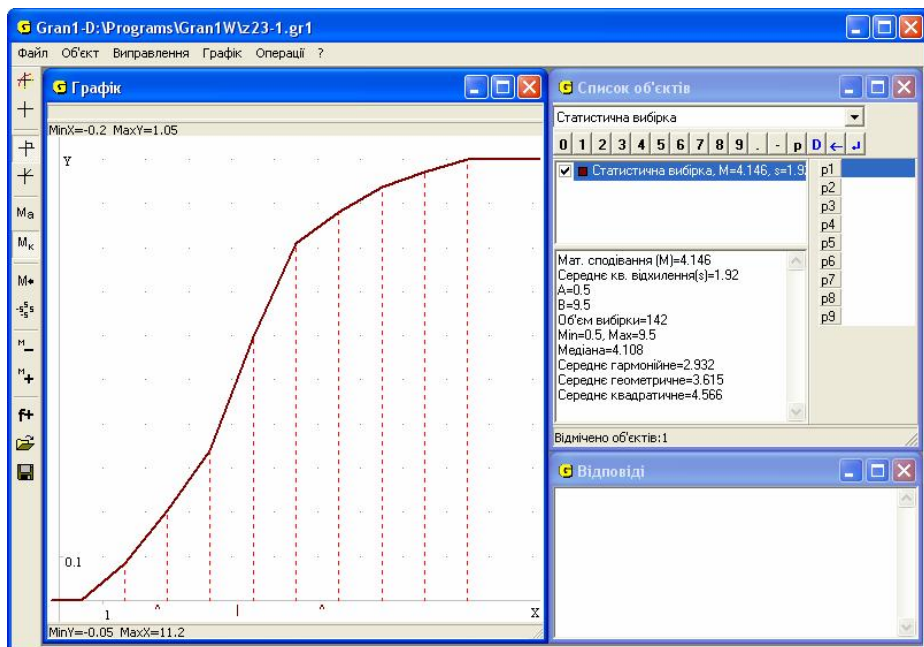 Gran1-D:\Programs\Gran1W\z23-1.gr1
Файл Об'єкт Виправлення Графік Операції ?
Графік
MinX=-0.2 MaxY=1.05
Y
0.1
1
X
MinY=-0.05 MaxX=11.2
Ma
Mк
M
-s s s s
M
M
f+
Список об'єктів
Статистична вибірка
0 1 2 3 4 5 6 7 8 9 . - p D
Статистична вибірка, M=4.146, s=1.92
p1
p2
p3
p4
p5
p6
p7
p8
p9
Мат. сподівання (M)=4.146
Середнє кв. відхилення(s)=1.92
A=0.5
B=9.5
Об'єм вибірки=142
Min=0.5, Max=9.5
Медіана=4.108
Середнє гармонійне=2.932
Середнє геометричне=3.615
Середнє квадратичне=4.566
Відмічено об'єктів:1
Відповіді